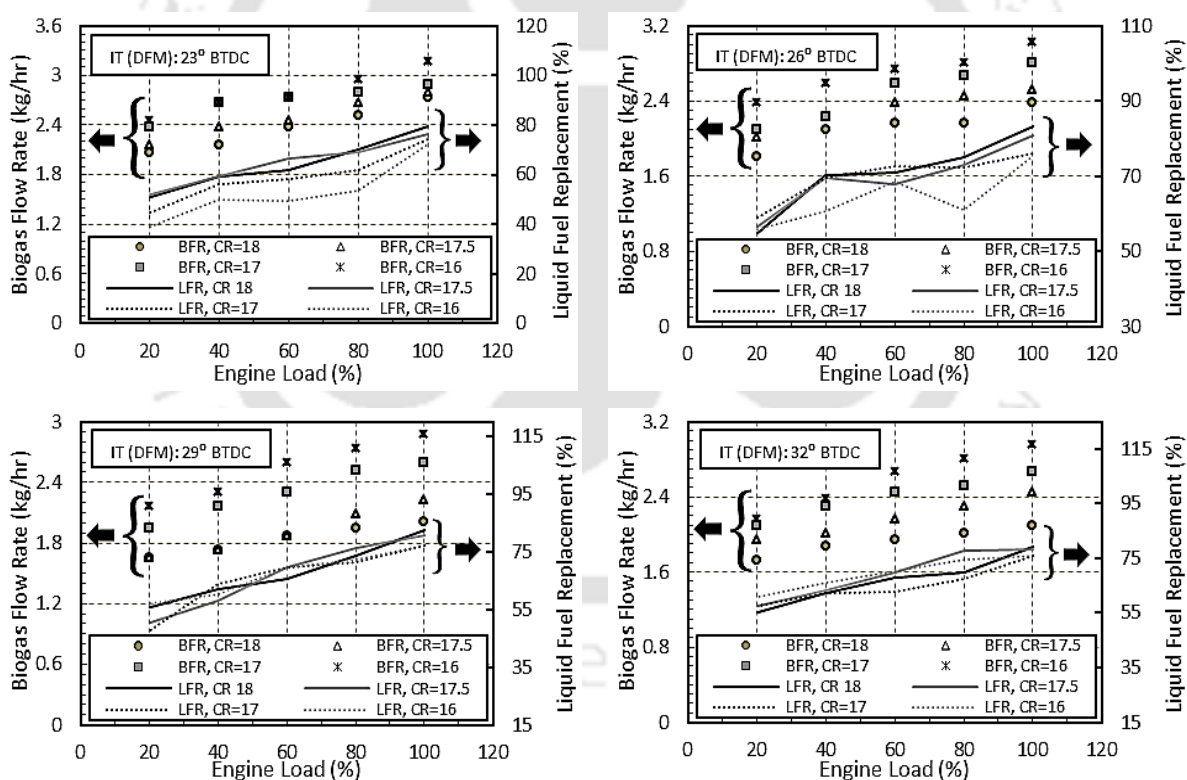 IT (DFM): 23° BTDC
Biogas Flow Rate (kg/hr)
3.6
3
2.4
1.8
1.2
0.6
0
120
100
80
60
40
20
0
Liquid Fuel Replacement (%)
BFR, CR=18 BFR, CR=17.5
BFR, CR=17 BFR, CR=16
LFR, CR 18 LFR, CR=17.5
LFR, CR=17 LFR, CR=16
0 20 40 60 80 100 120
Engine Load (%)
IT (DFM): 26° BTDC
Biogas Flow Rate (kg/hr)
3.2
2.4
1.6
0.8
0
110
90
70
50
30
Liquid Fuel Replacement (%)
BFR, CR=18 BFR, CR=17.5
BFR, CR=17 BFR, CR=16
LFR, CR 18 LFR, CR=17.5
LFR, CR=17 LFR, CR=16
0 20 40 60 80 100 120
Engine Load (%)
IT (DFM): 29° BTDC
Biogas Flow Rate (kg/hr)
3
2.4
1.8
1.2
0.6
0
115
95
75
55
35
15
Liquid Fuel Replacement (%)
BFR, CR=18 BFR, CR=17.5
BFR, CR=17 BFR, CR=16
LFR, CR 18 LFR, CR=17.5
LFR, CR=17 LFR, CR=16
0 20 40 60 80 100 120
Engine Load (%)
IT (DFM): 32° BTDC
Biogas Flow Rate (kg/hr)
3.2
2.4
1.6
0.8
0
115
95
75
55
35
15
Liquid Fuel Replacement (%)
BFR, CR=18 BFR, CR=17.5
BFR, CR=17 BFR, CR=16
LFR, CR 18 LFR, CR=17.5
LFR, CR=17 LFR, CR=16
0 20 40 60 80 100 120
Engine Load (%)